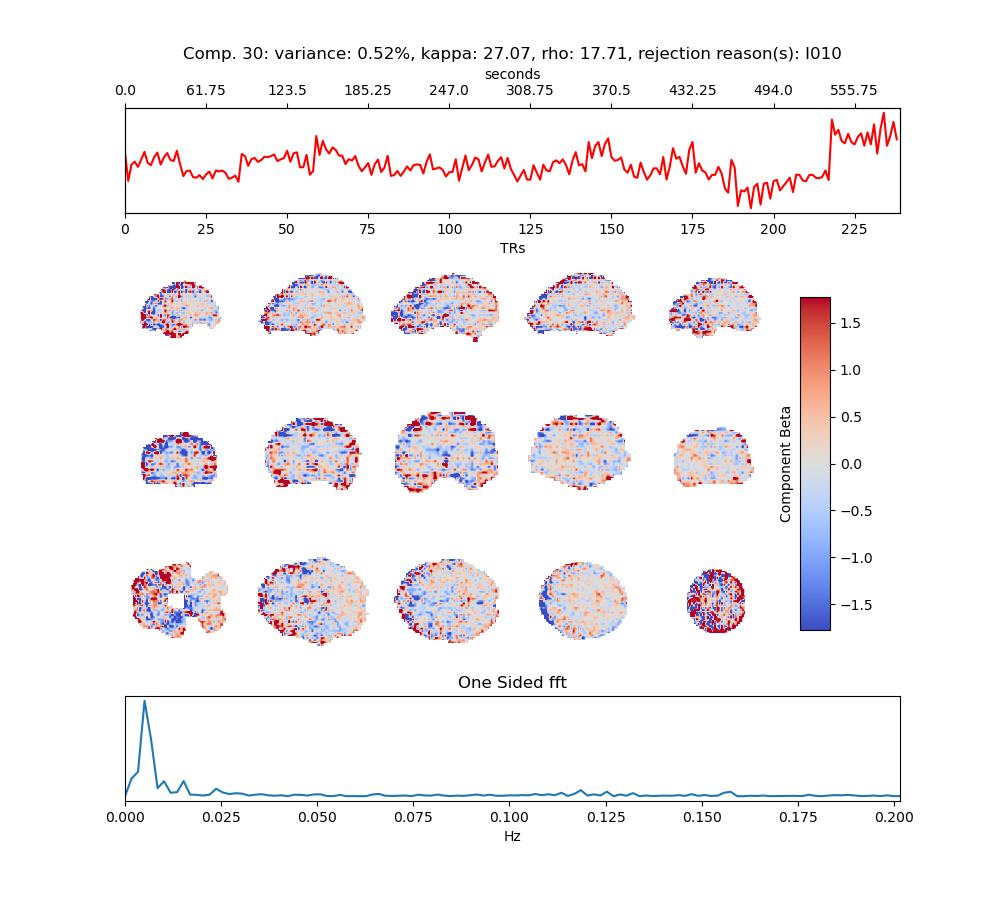 Comp. 30: variance: 0.52%, kappa: 27.07, rho: 17.71, rejection reason(s): I010
seconds
0.0 61.75 123.5 185.25 247.0 308.75 370.5 432.25 494.0 555.75
0 25 50 75 100 125 150 175 200 225
TRs
1.5
1.0
0.5
0.0
−0.5
−1.0
−1.5
Component Beta
One Sided fft
0.000 0.025 0.050 0.075 0.100 0.125 0.150 0.175 0.200
Hz